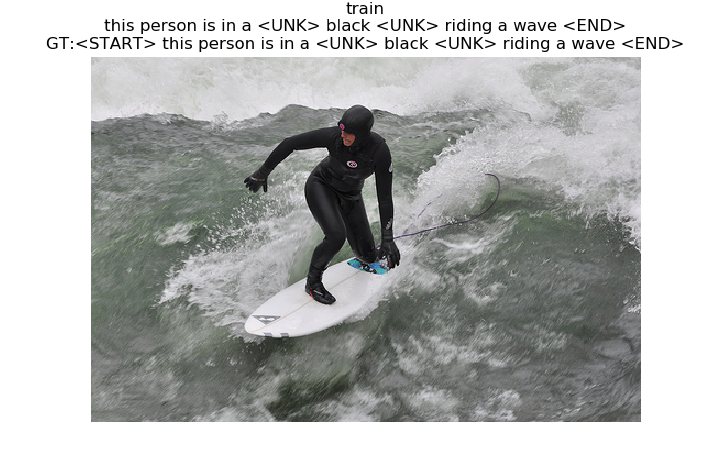 train
this person is in a <UNK> black <UNK> riding a wave <END>
GT:<START> this person is in a <UNK> black <UNK> riding a wave <END>